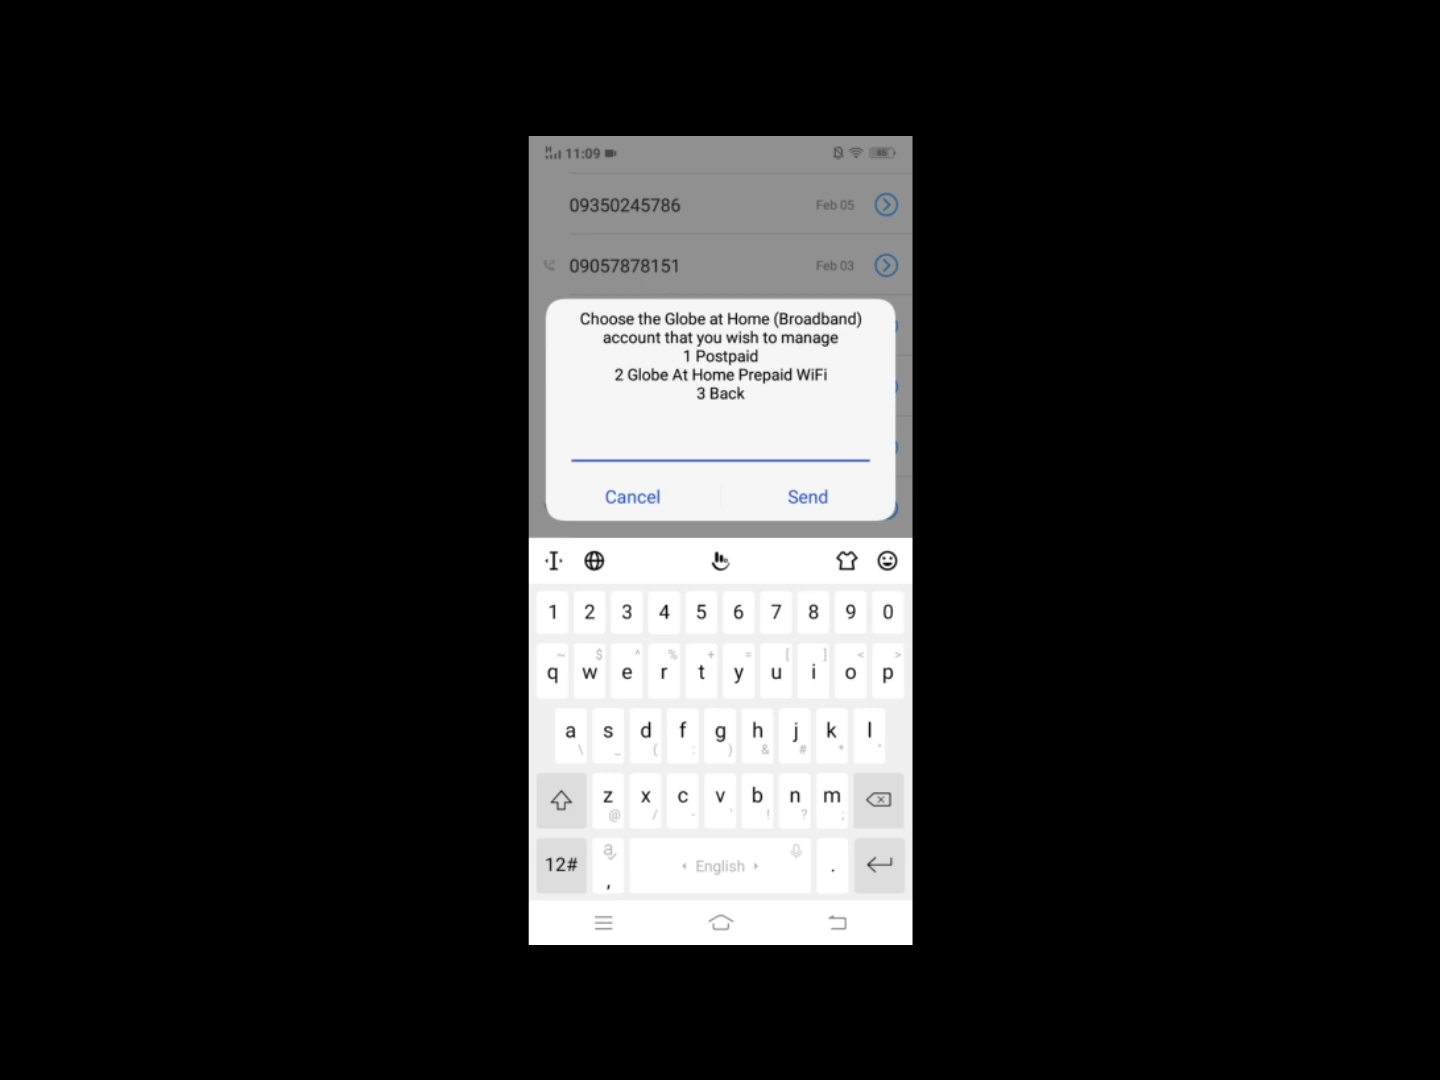 11:09
09350245786 Feb 05
09057878151 Feb 03
Choose the Globe at Home (Broadband)
account that you wish to manage
1 Postpaid
2 Globe At Home Prepaid WiFi
3 Back
Cancel Send
1 2 3 4 5 6 7 8 9 0
~ $ ^ % + = [ ] < >
q w e r t y u i o p
a s d f g h j k l
\ _ ( : ) & # *
z x c v b n m
@ / - ' ! ? ;
12# , English .